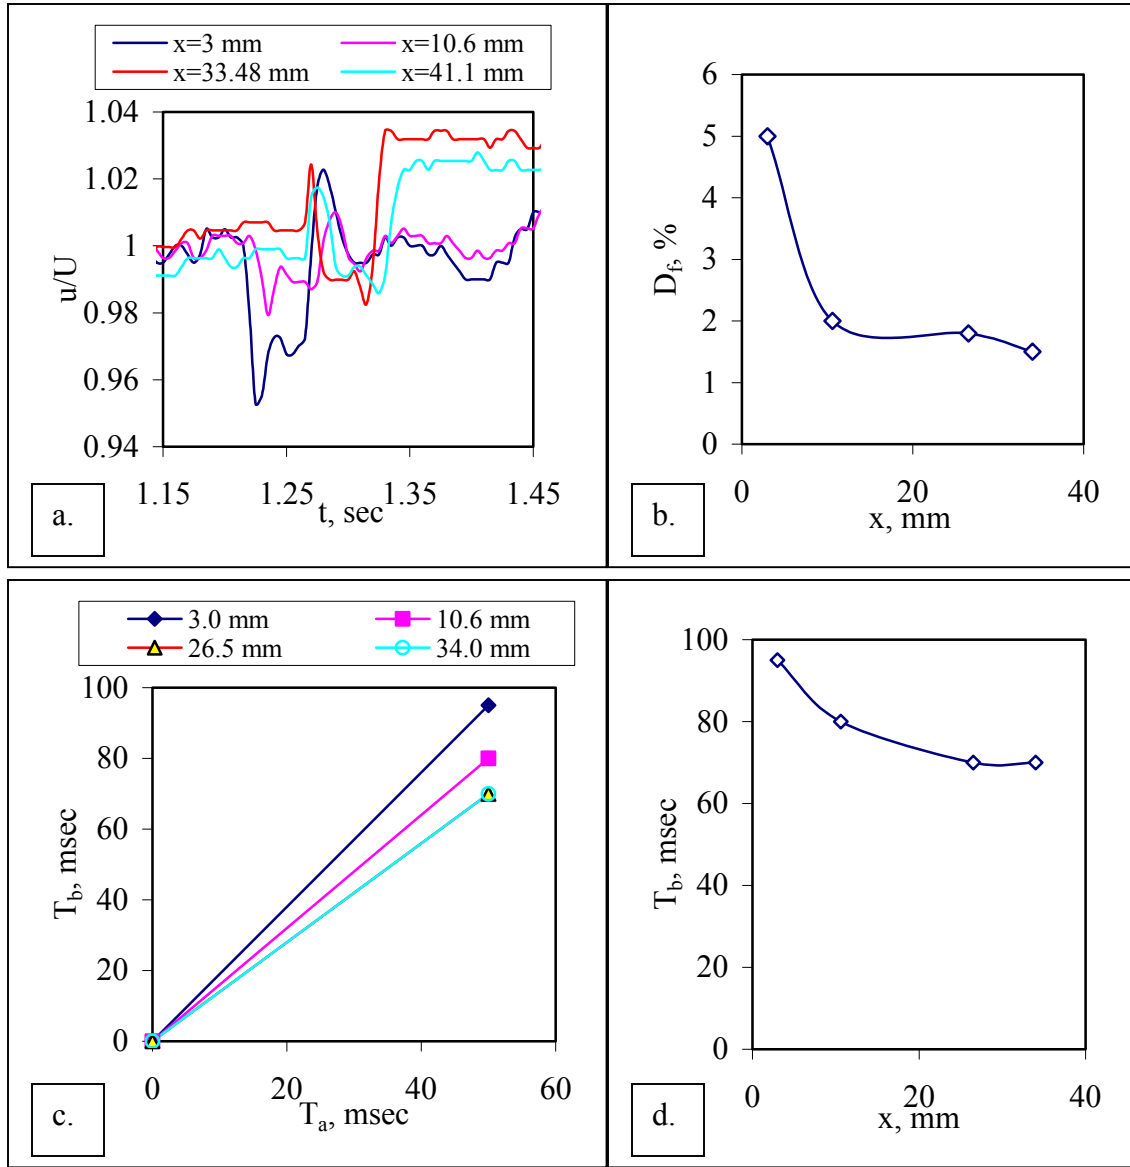 x=3 mm x=10.6 mm
x=33.48 mm x=41.1 mm
1.04
1.02
1
0.98
0.96
0.94
u/U
1.15 1.25 1.35 1.45
t, sec
a.
6
5
4
3
2
1
0
D_f, %
0 20 40
x, mm
b.
3.0 mm 10.6 mm
26.5 mm 34.0 mm
100
80
60
40
20
0
T_b, msec
0 20 40 60
T_a, msec
c.
100
80
60
40
20
0
T_b, msec
0 20 40
x, mm
d.